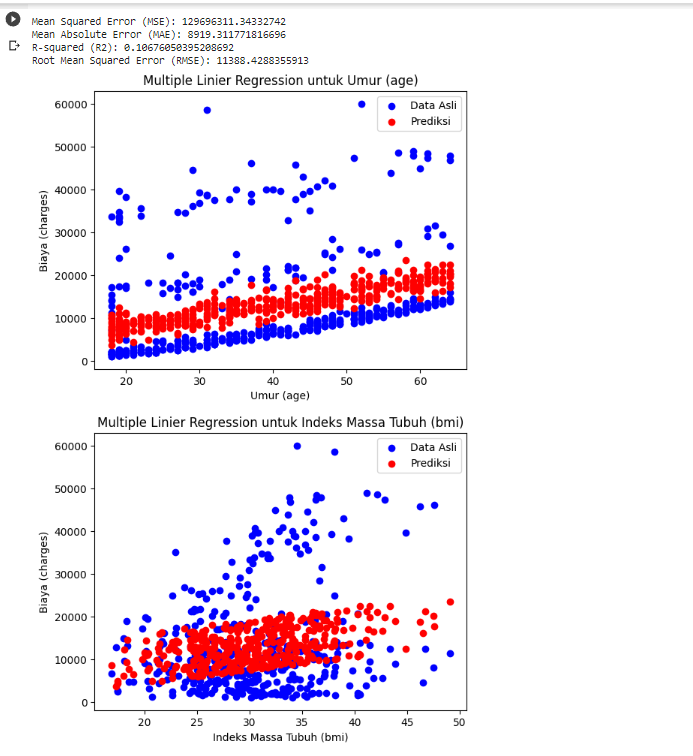 Mean Squared Error (MSE): 129696311.34332742
Mean Absolute Error (MAE): 8919.311771816696
R-squared (R2): 0.10676050395208692
Root Mean Squared Error (RMSE): 11388.4288355913
Multiple Linier Regression untuk Umur (age)
60000
50000
40000
30000
20000
10000
0
Biaya (charges)
Data Asli
Prediksi
20 30 40 50 60
Umur (age)
Multiple Linier Regression untuk Indeks Massa Tubuh (bmi)
60000
50000
40000
30000
20000
10000
0
Biaya (charges)
Data Asli
Prediksi
20 25 30 35 40 45 50
Indeks Massa Tubuh (bmi)